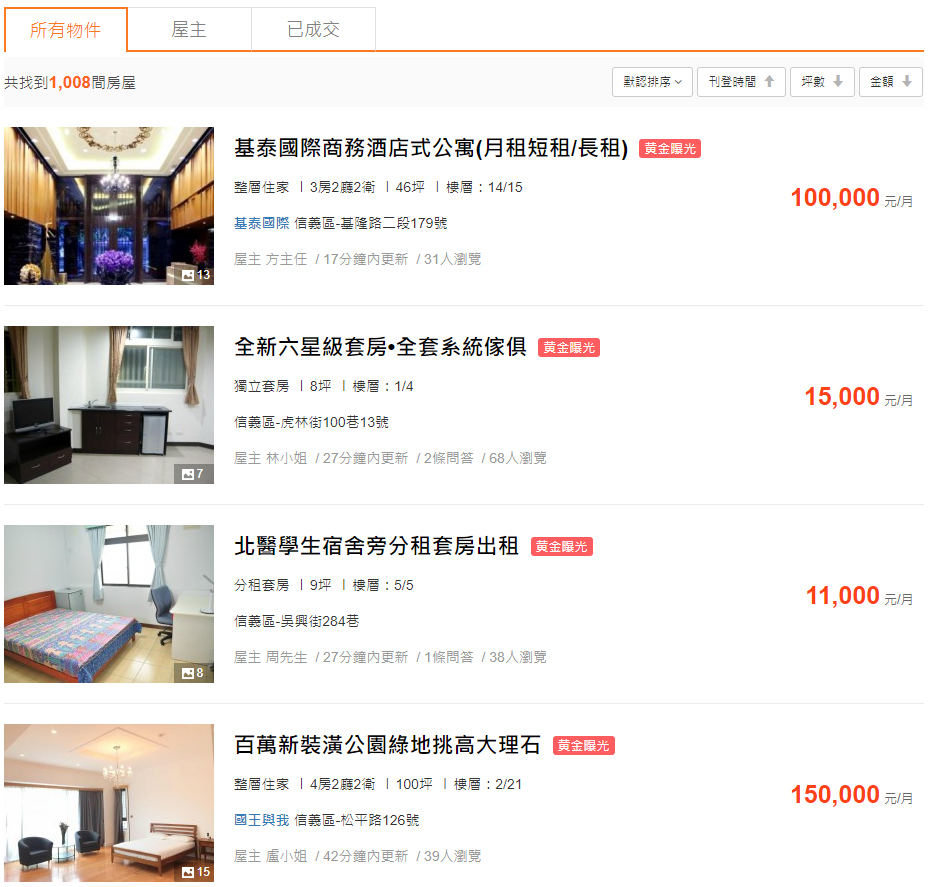 所有物件
屋主
已成交
共找到1,008間房屋
默認排序
刊登時間
坪數
金額
基泰國際商務酒店式公寓(月租短租/長租) 黃金曝光
整層住家 | 3房2廳2衛 | 46坪 | 樓層：14/15
100,000 元/月
基泰國際 信義區-基隆路二段179號
屋主 方主任 / 17分鐘內更新 / 31人瀏覽
13
全新六星級套房•全套系統傢俱 黃金曝光
獨立套房 | 8坪 | 樓層：1/4
15,000 元/月
信義區-虎林街100巷13號
屋主 林小姐 / 27分鐘內更新 / 2條問答 / 68人瀏覽
7
北醫學生宿舍旁分租套房出租 黃金曝光
分租套房 | 9坪 | 樓層：5/5
11,000 元/月
信義區-吳興街284巷
屋主 周先生 / 27分鐘內更新 / 1條問答 / 38人瀏覽
8
百萬新裝潢公園綠地挑高大理石 黃金曝光
整層住家 | 4房2廳2衛 | 100坪 | 樓層：2/21
150,000 元/月
國王與我 信義區-松平路126號
屋主 盧小姐 / 42分鐘內更新 / 39人瀏覽
15